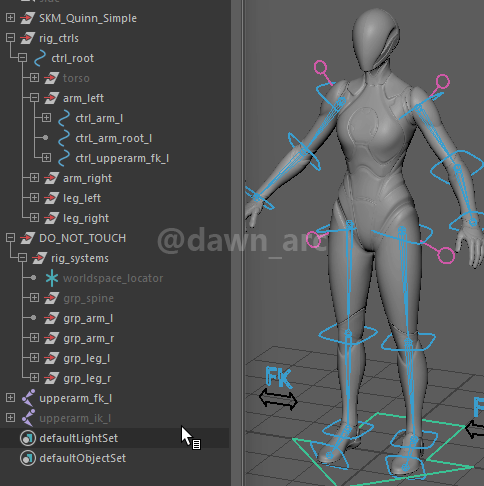 SKM_Quinn_Simple
rig_ctrls
ctrl_root
torso
arm_left
ctrl_arm_l
ctrl_arm_root_l
ctrl_upperarm_fk_l
arm_right
leg_left
leg_right
DO_NOT_TOUCH
@dawn_arc
rig_systems
worldspace_locator
grp_spine
grp_arm_l
grp_arm_r
grp_leg_l
grp_leg_r
upperarm_fk_l
upperarm_ik_l
defaultLightSet
defaultObjectSet
FK